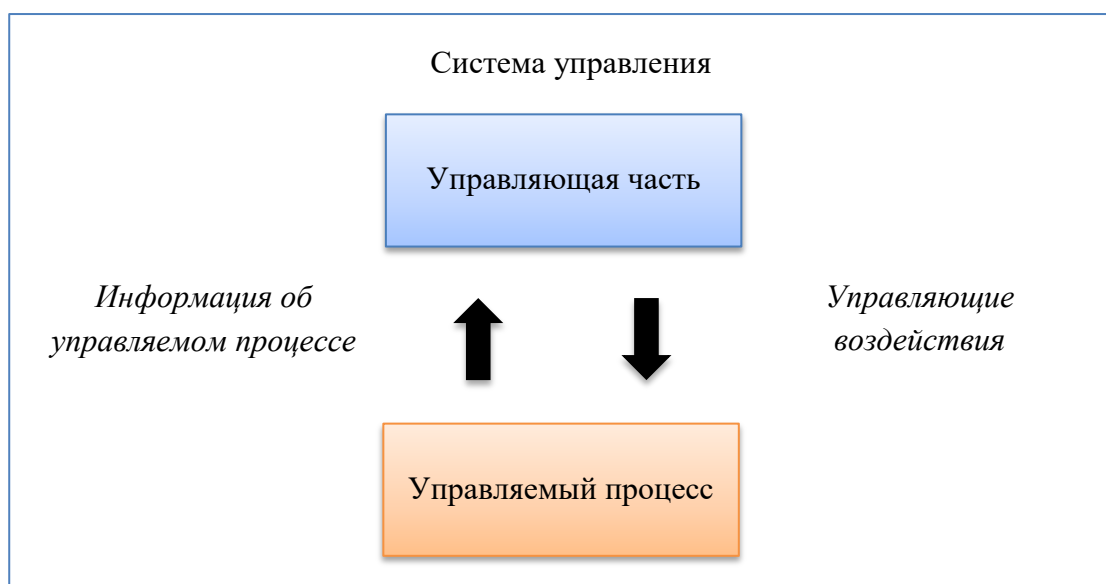 Система управления
Управляющая часть
Информация об
управляемом процессе
Управляющие
воздействия
Управляемый процесс